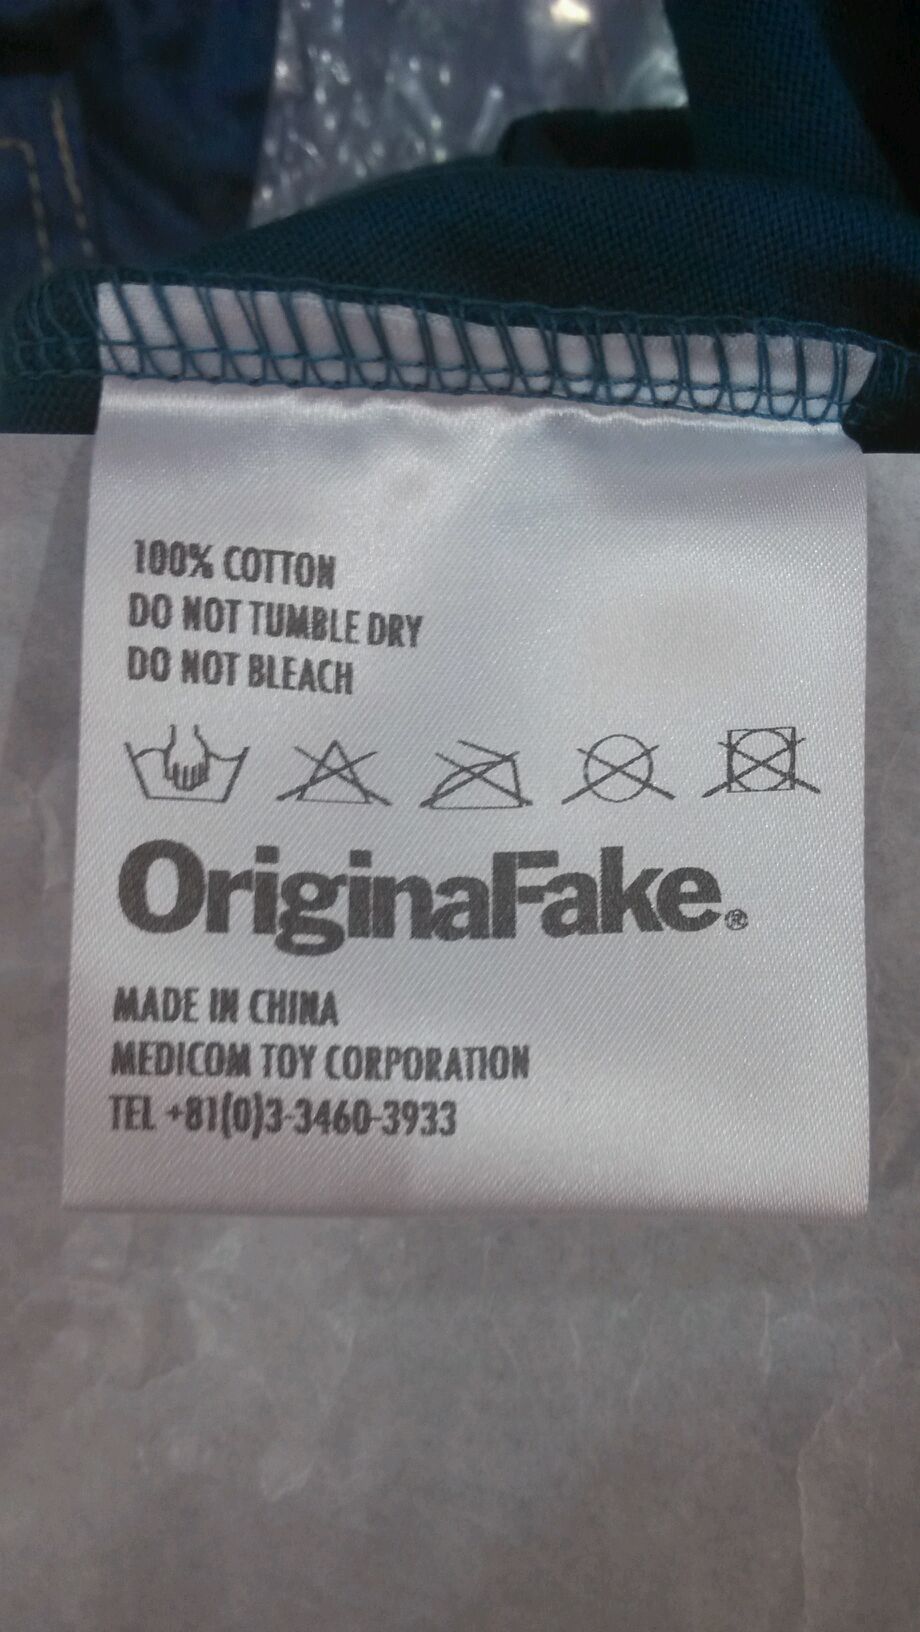 100% COTTON
DO NOT TUMBLE DRY
DO NOT BLEACH
OriginalFake®
MADE IN CHINA
MEDICOM TOY CORPORATION
TEL +81(0)3-3460-3933